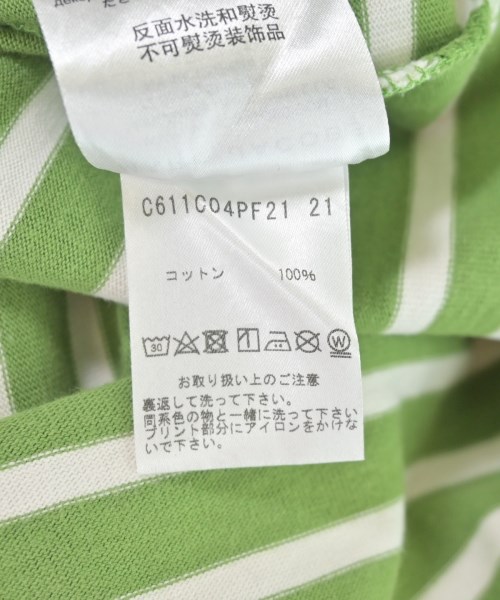 反面水洗和熨烫
不可熨烫装饰品
C611C04PF21 21
コットン 100%
30
W
お取り扱い上のご注意
裏返して洗って下さい。
同系色の物と一緒に洗って下さい
プリント部分にアイロンをかけな
いで下さい。